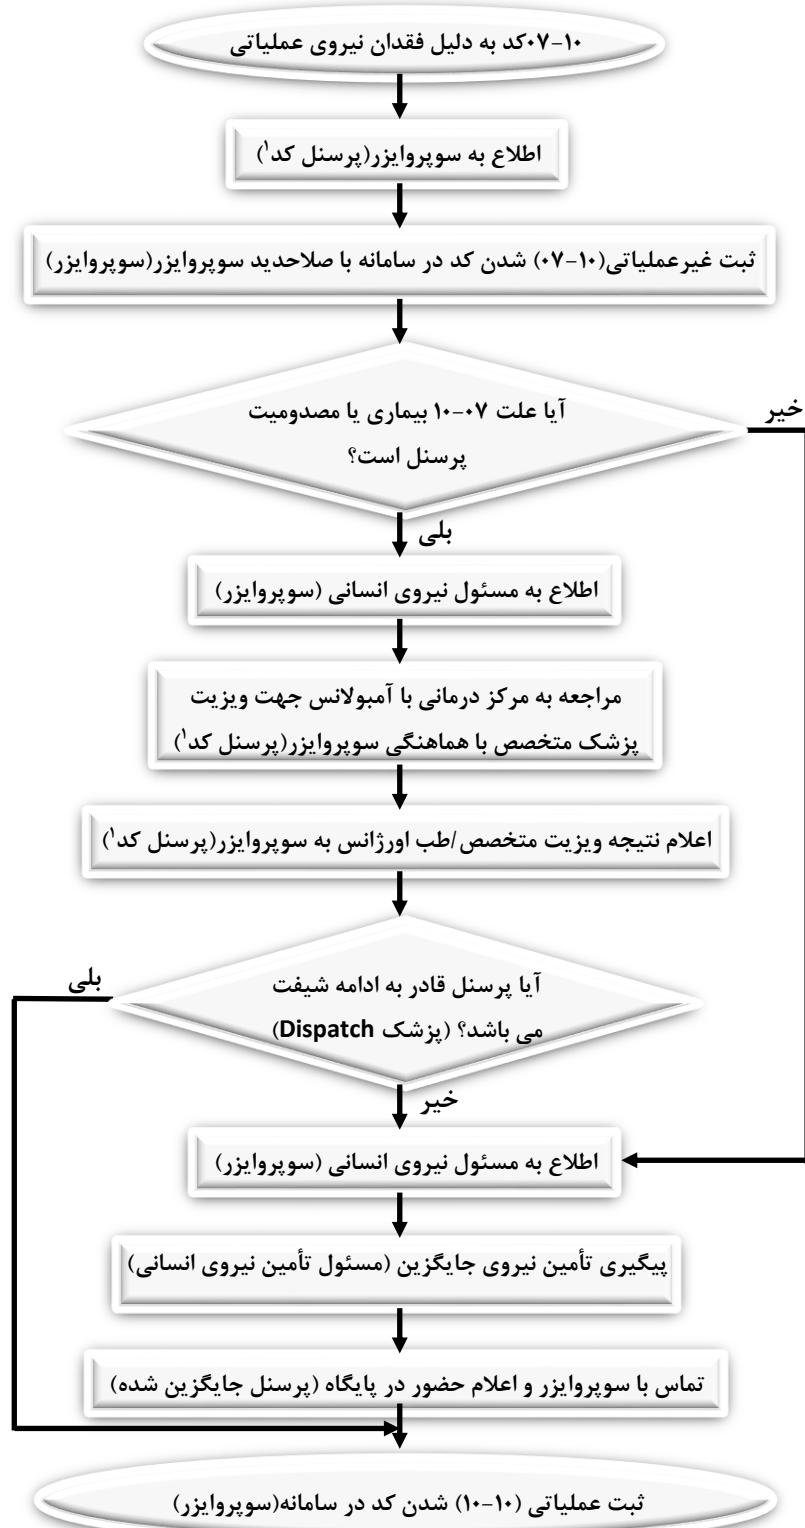 ۱۰-۰۷کد به دلیل فقدان نیروی عملیاتی
اطلاع به سوپروایزر(پرسنل کد۱)
ثبت غیرعملیاتی(۱۰-۰۷) شدن کد در سامانه با صلاحدید سوپروایزر(سوپروایزر)
آیا علت ۰۷-۱۰ بیماری یا مصدومیت
پرسنل است؟
خیر
بلی
اطلاع به مسئول نیروی انسانی (سوپروایزر)
مراجعه به مرکز درمانی با آمبولانس جهت ویزیت
پزشک متخصص با هماهنگی سوپروایزر(پرسنل کد۱)
اعلام نتیجه ویزیت متخصص/طب اورژانس به سوپروایزر(پرسنل کد۱)
آیا پرسنل قادر به ادامه شیفت
می باشد؟ (پزشک Dispatch)
بلی
خیر
اطلاع به مسئول نیروی انسانی (سوپروایزر)
پیگیری تأمین نیروی جایگزین (مسئول تأمین نیروی انسانی)
تماس با سوپروایزر و اعلام حضور در پایگاه (پرسنل جایگزین شده)
ثبت عملیاتی (۱۰-۱۰) شدن کد در سامانه(سوپروایزر)